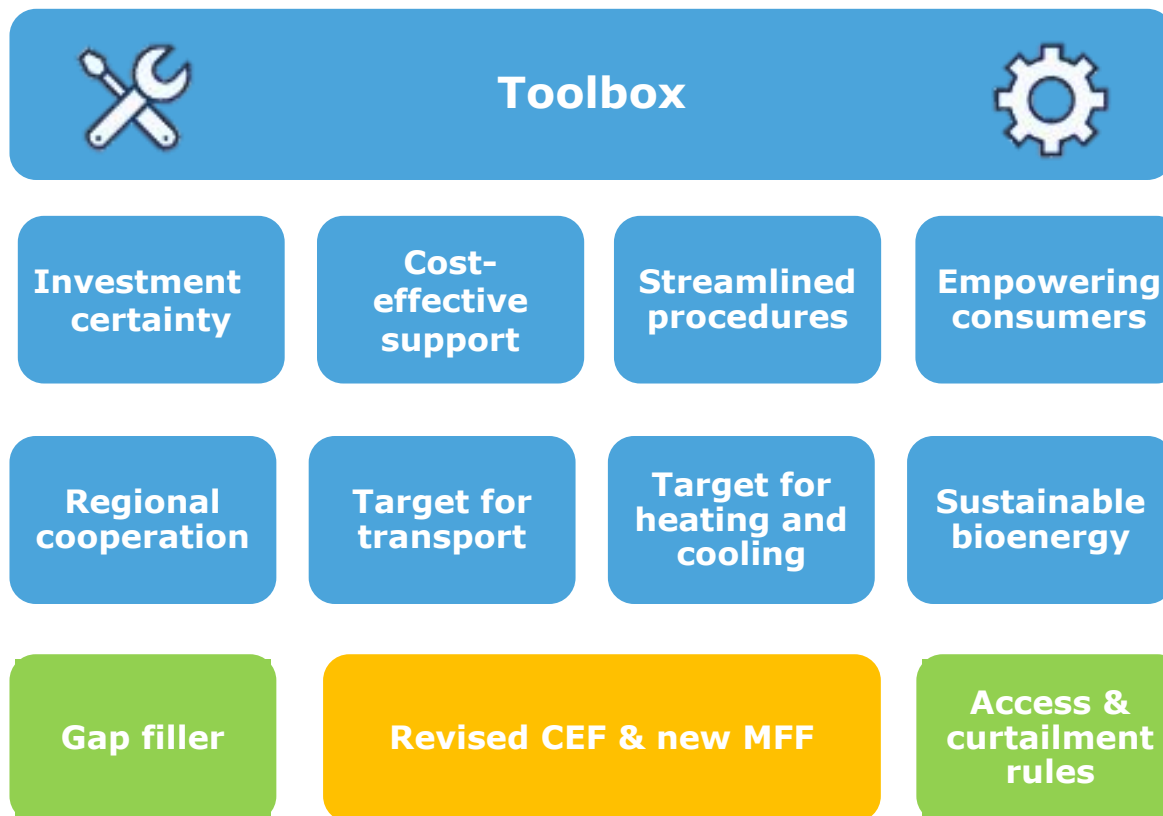 Toolbox
Investment
certainty
Cost-
effective
support
Streamlined
procedures
Empowering
consumers
Regional
cooperation
Target for
transport
Target for
heating and
cooling
Sustainable
bioenergy
Gap filler
Revised CEF & new MFF
Access &
curtailment
rules